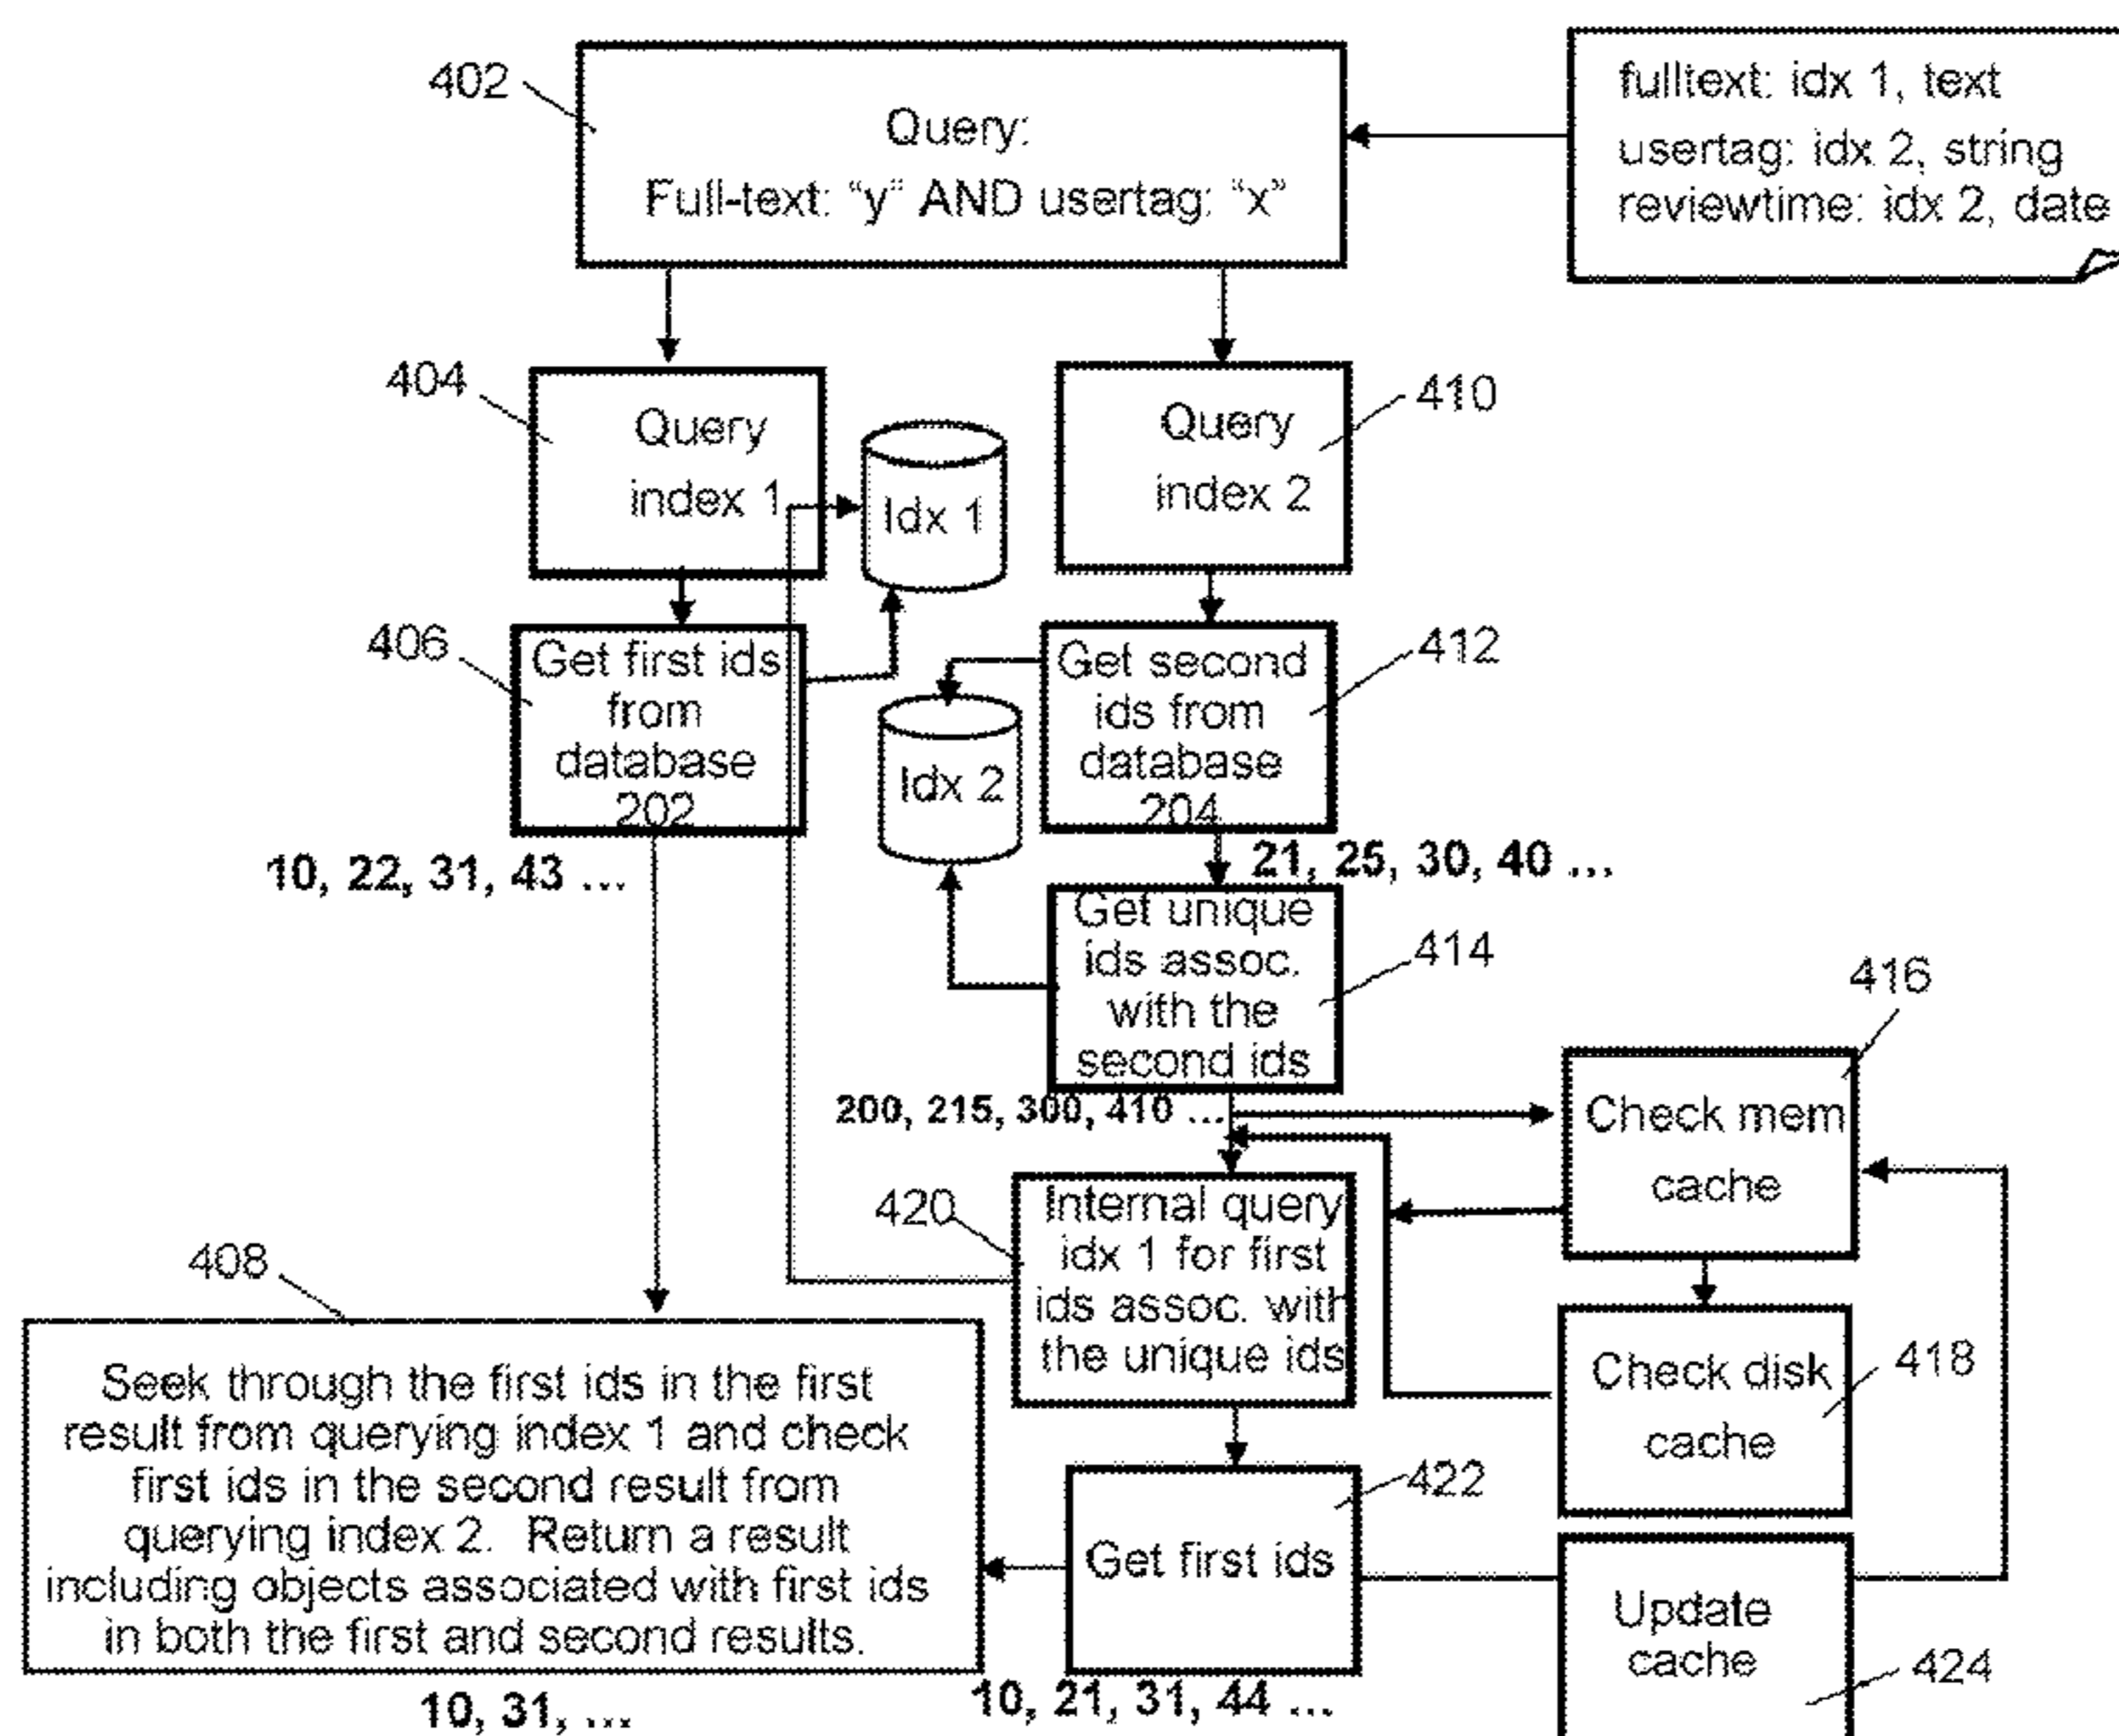 402
Query:
Full-text: “y” AND usertag: “x”
fulltext: idx 1, text
usertag: idx 2, string
reviewtime: idx 2, date
404
Query
index 1
Idx 1
Query
index 2
410
406
Get first ids
from
database
202
Idx 2
Get second
ids from
database
204
412
10, 22, 31, 43 ...
21, 25, 30, 40 ...
Get unique
ids assoc.
with the
second ids
414
200, 215, 300, 410 ...
416
Check mem
cache
420
Internal query
idx 1 for first
ids assoc. with
the unique ids
Check disk
cache
418
408
Seek through the first ids in the first
result from querying index 1 and check
first ids in the second result from
querying index 2. Return a result
including objects associated with first ids
in both the first and second results.
10, 31, ...
Get first ids
422
10, 21, 31, 44 ...
Update
cache
424